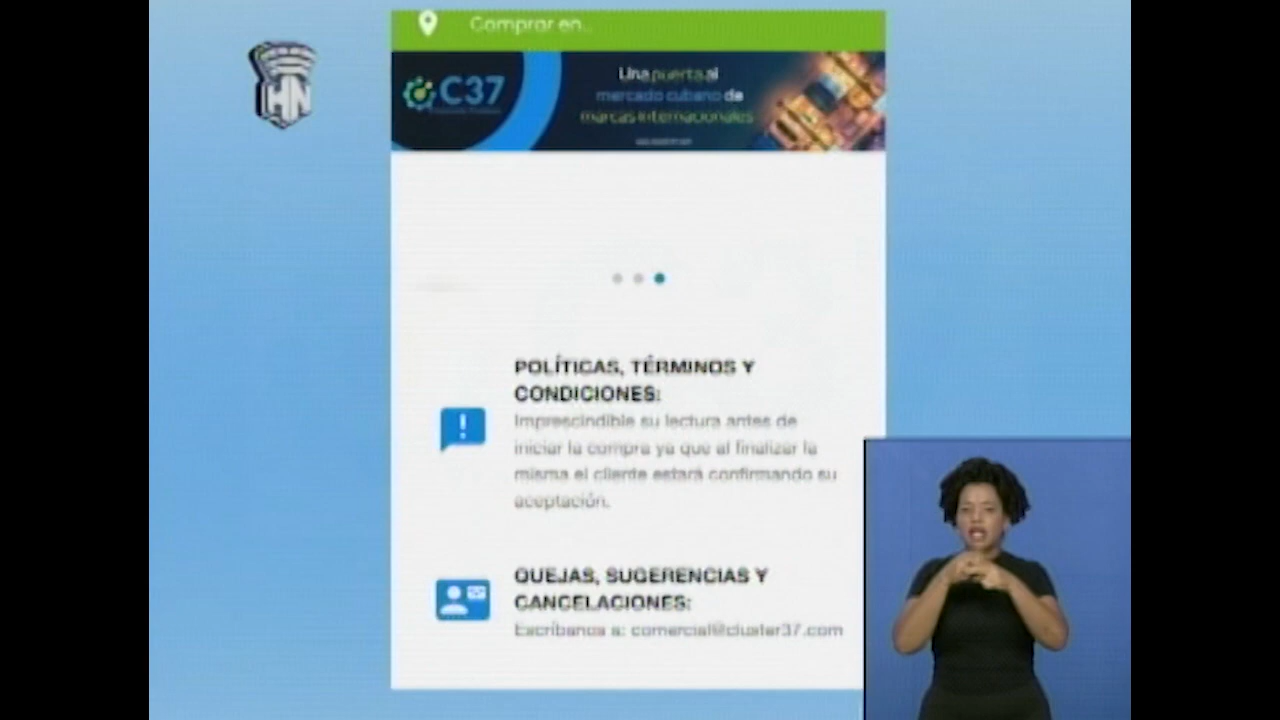 Comprar en...
HN
C37
Una puerta al
mercado cubano de
marcas internacionales
POLÍTICAS, TÉRMINOS Y
CONDICIONES:
Imprescindible su lectura antes de
iniciar la compra ya que al finalizar la
misma el cliente estará confirmando su
aceptación.
QUEJAS, SUGERENCIAS Y
CANCELACIONES:
Escríbanos a: comercial@cluster37.com